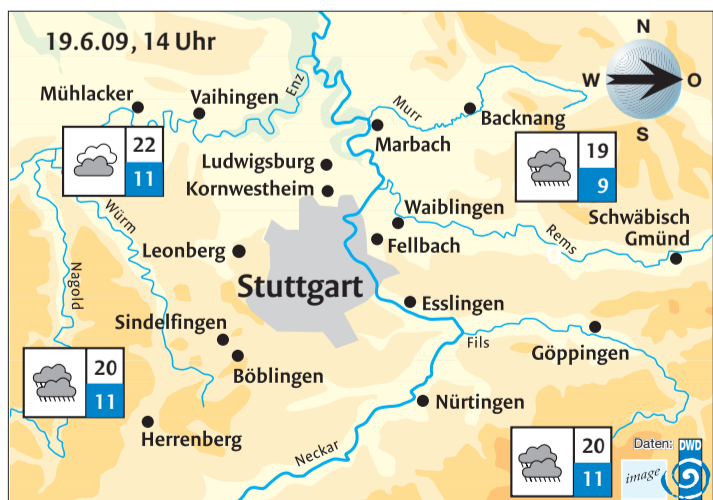 19.6.09, 14 Uhr
N
W
O
S
Mühlacker
Vaihingen
Enz
Murr
Backnang
Marbach
22
11
19
9
Ludwigsburg
Kornwestheim
Waiblingen
Schwäbisch
Gmünd
Würm
Rems
Leonberg
Fellbach
Nagold
Stuttgart
Esslingen
Sindelfingen
Fils
Göppingen
20
11
Böblingen
Nürtingen
Herrenberg
Neckar
20
11
Daten:
DWD
image